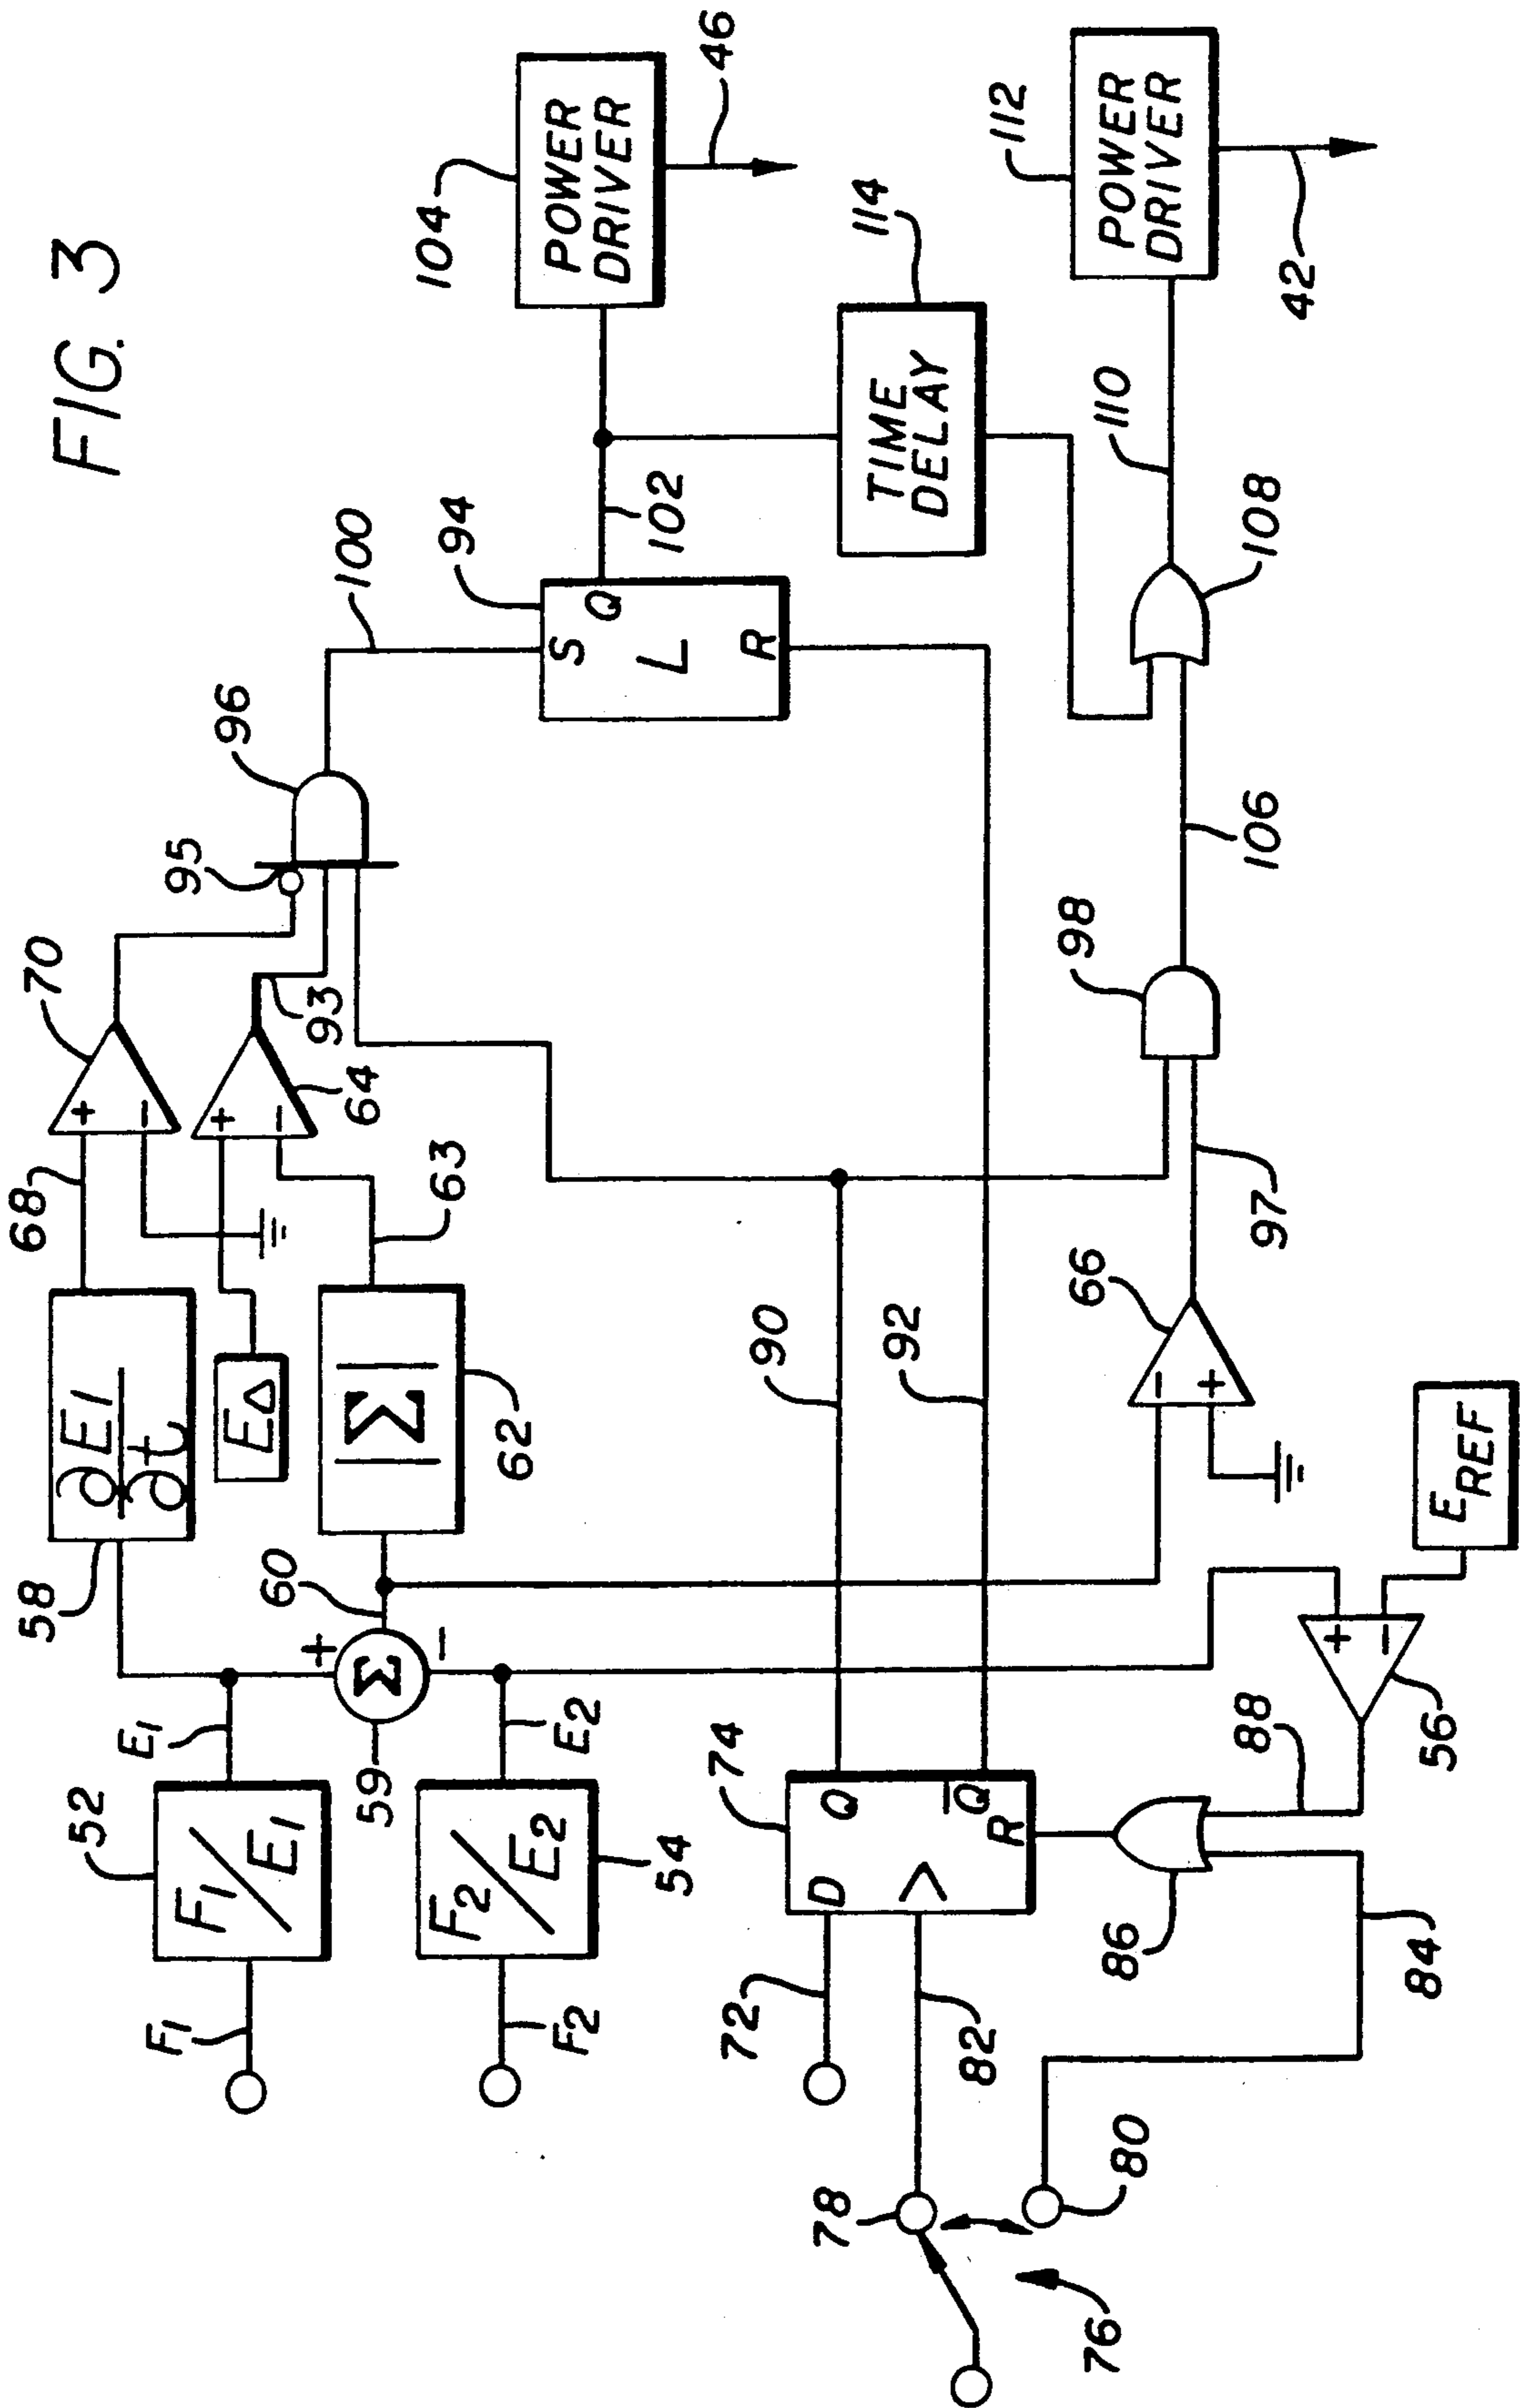 FIG. 3
68
70
95
96
100
104
POWER
DRIVER
46
58
∂E1
∂t
E∆
+
−
+
−
93
64
94
S
Q
L
R
102
114
TIME
DELAY
112
POWER
DRIVER
42
52
F1
F1/E1
E1
60
+
Σ
−
59
|Σ|
62
63
F2
F2/E2
54
E2
74
72
D
Q
>
Q̅
R
82
90
92
98
106
108
110
66
−
+
97
78
80
76
86
84
88
56
+
−
EREF